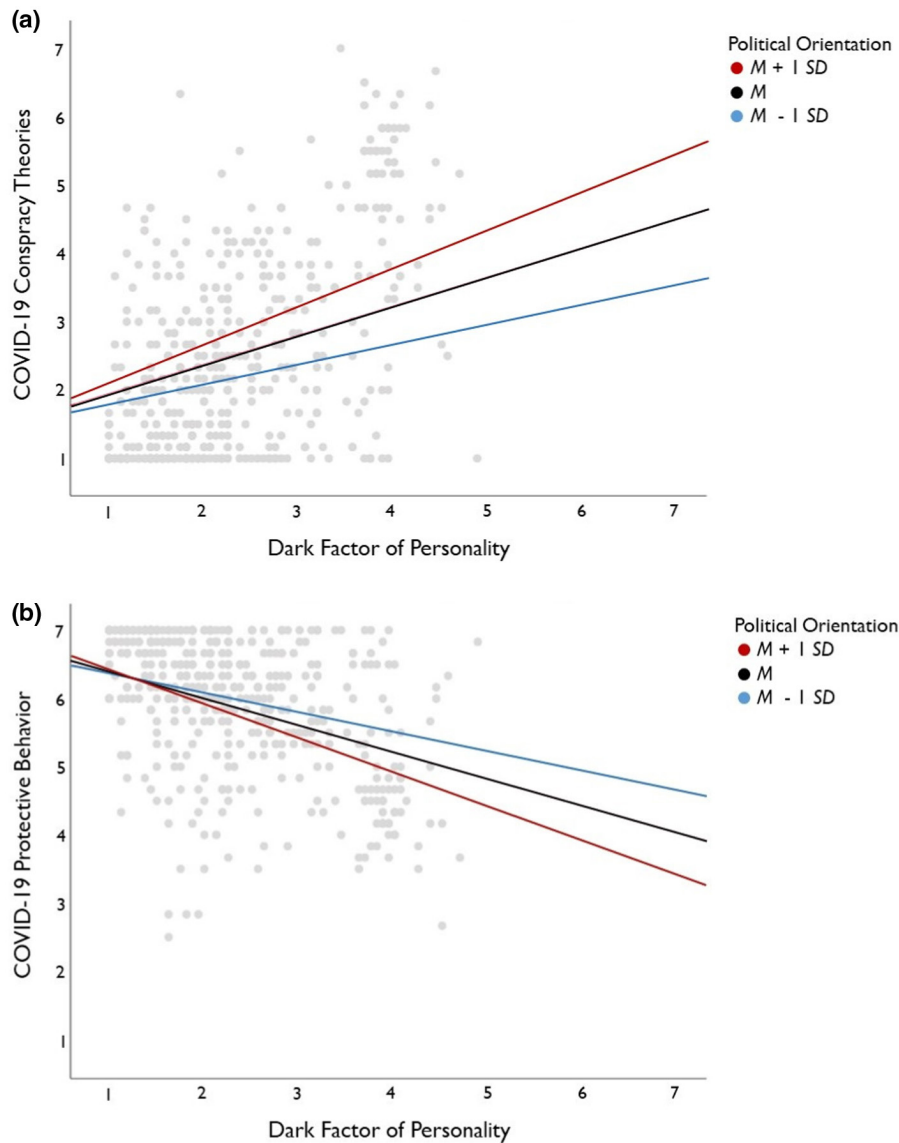 (a)
7
6
5
4
3
2
1
COVID-19 Conspracy Theories
1 2 3 4 5 6 7
Dark Factor of Personality
Political Orientation
M + 1 SD
M
M - 1 SD
(b)
7
6
5
4
3
2
1
COVID-19 Protective Behavior
1 2 3 4 5 6 7
Dark Factor of Personality
Political Orientation
M + 1 SD
M
M - 1 SD